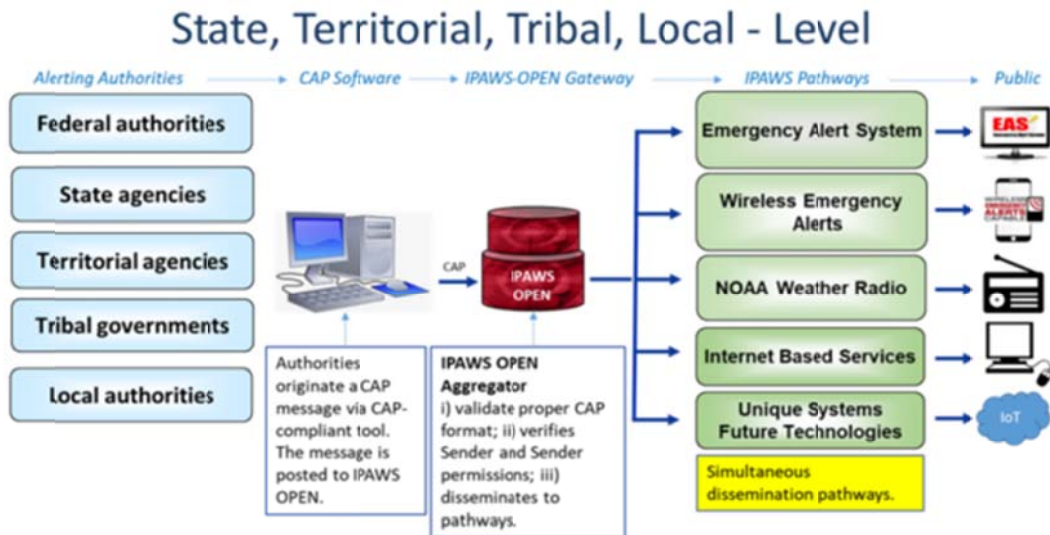 State, Territorial, Tribal, Local - Level
Alerting Authorities
CAP Software
IPAWS-OPEN Gateway
IPAWS Pathways
Public
Federal authorities
State agencies
Territorial agencies
Tribal governments
Local authorities
CAP
IPAWS
OPEN
Authorities
originate a CAP
message via CAP-
compliant tool.
The message is
posted to IPAWS
OPEN.
IPAWS OPEN
Aggregator
i) validate proper CAP
format; ii) verifies
Sender and Sender
permissions; iii)
disseminates to
pathways.
Emergency Alert System
Wireless Emergency
Alerts
NOAA Weather Radio
Internet Based Services
Unique Systems
Future Technologies
Simultaneous
dissemination pathways.
EAS
WIRELESS
EMERGENCY
ALERTS
CAPABLE
IoT